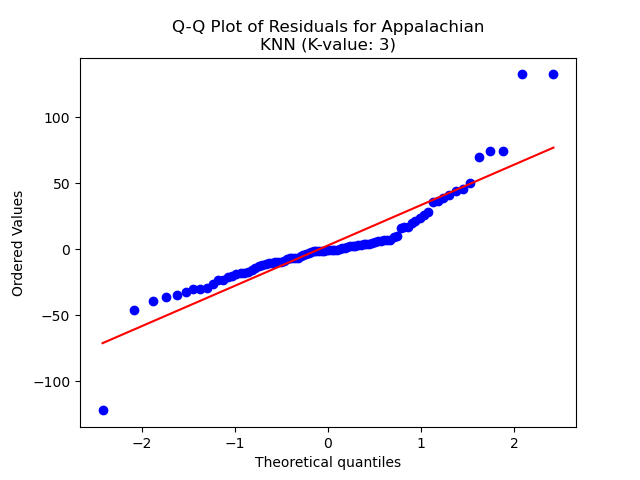 Q-Q Plot of Residuals for Appalachian
KNN (K-value: 3)
Ordered Values
100
50
0
−50
−100
−2
−1
0
1
2
Theoretical quantiles